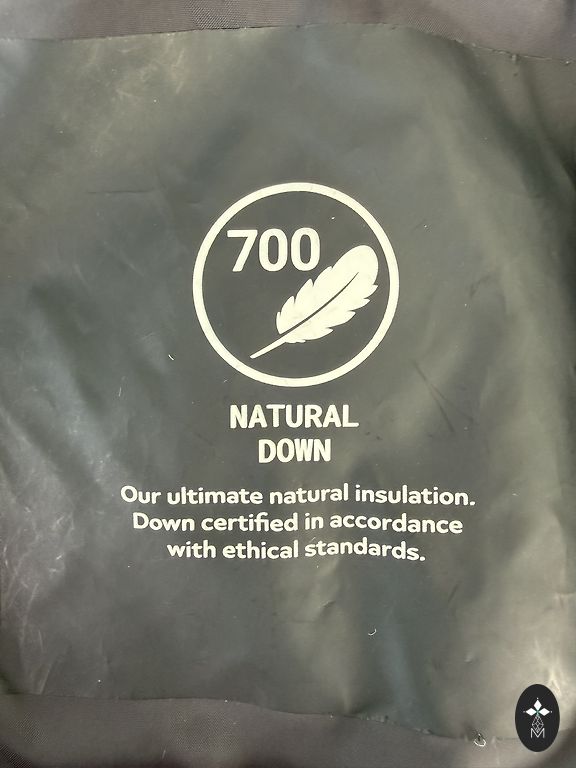 700
NATURAL
DOWN
Our ultimate natural insulation.
Down certified in accordance
with ethical standards.